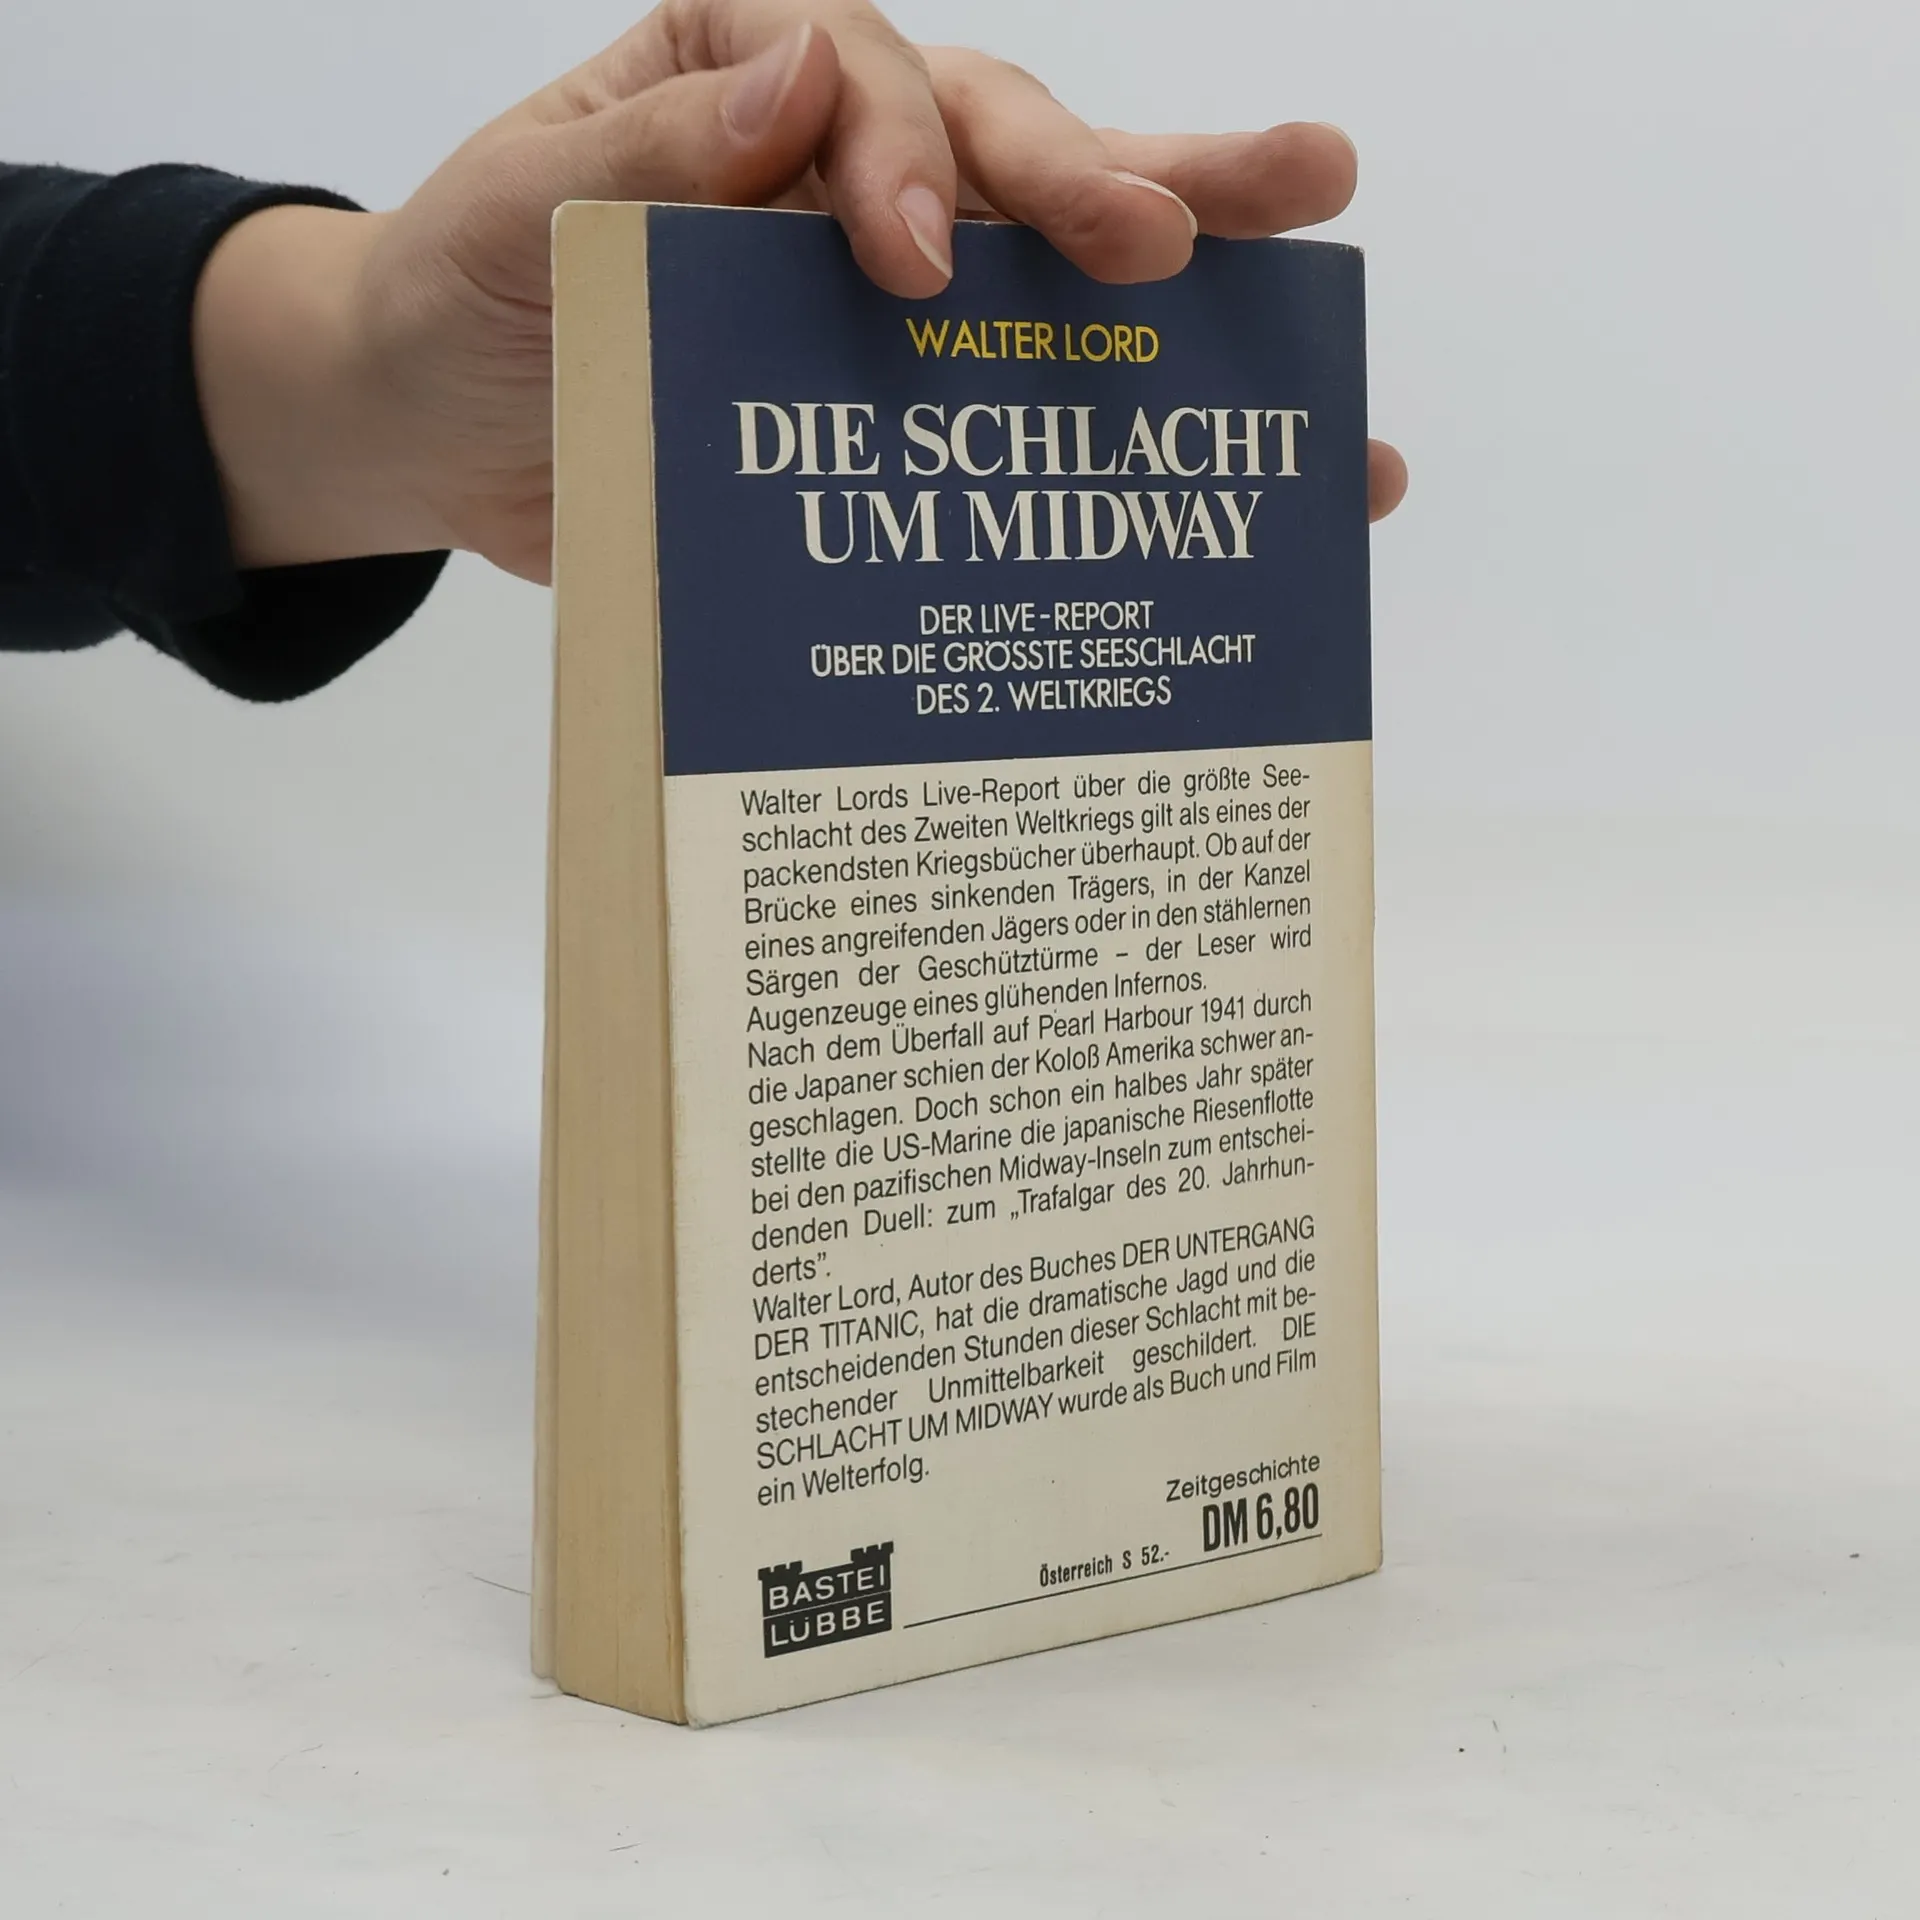 WALTER LORD
DIE SCHLACHT
UM MIDWAY
DER LIVE-REPORT
ÜBER DIE GRÖSSTE SEESCHLACHT
DES 2. WELTKRIEGS
Walter Lords Live-Report über die größte See-
schlacht des Zweiten Weltkriegs gilt als eines der
packendsten Kriegsbücher überhaupt. Ob auf der
Brücke eines sinkenden Trägers, in der Kanzel
eines angreifenden Jägers oder in den stählernen
Särgen der Geschütztürme – der Leser wird
Augenzeuge eines glühenden Infernos.
Nach dem Überfall auf Pearl Harbour 1941 durch
die Japaner schien der Koloß Amerika schwer an-
geschlagen. Doch schon ein halbes Jahr später
stellte die US-Marine die japanische Riesenflotte
bei den pazifischen Midway-Inseln zum entschei-
denden Duell: zum „Trafalgar des 20. Jahrhun-
derts”.
Walter Lord, Autor des Buches DER UNTERGANG
DER TITANIC, hat die dramatische Jagd und die
entscheidenden Stunden dieser Schlacht mit be-
stechender Unmittelbarkeit geschildert. DIE
SCHLACHT UM MIDWAY wurde als Buch und Film
ein Welterfolg.
Zeitgeschichte
DM 6,80
Österreich S 52.-
BASTEI
LÜBBE